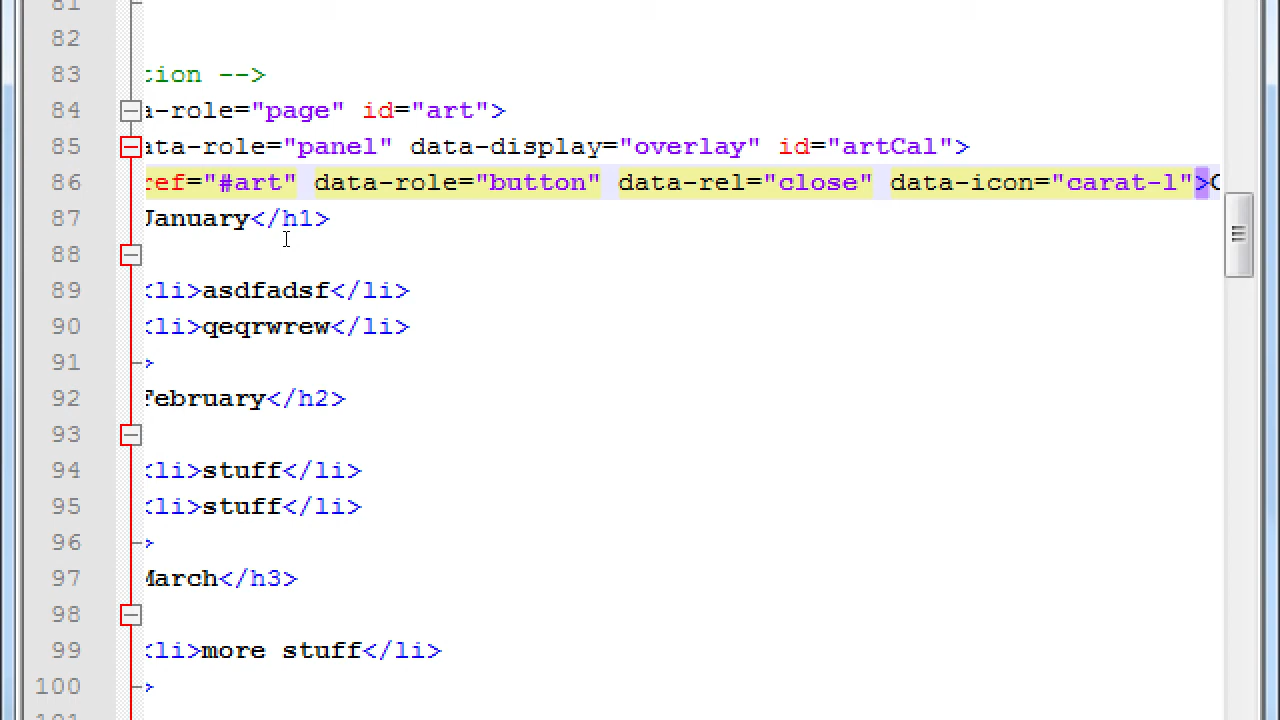 81
82
83 tion -->
84 a-role="page" id="art">
85 ata-role="panel" data-display="overlay" id="artCal">
86 ref="#art" data-role="button" data-rel="close" data-icon="carat-l">C
87 January</h1>
88
89 <li>asdfadsf</li>
90 <li>qeqrwrew</li>
91 >
92 February</h2>
93
94 <li>stuff</li>
95 <li>stuff</li>
96 >
97 March</h3>
98
99 <li>more stuff</li>
100 >
101